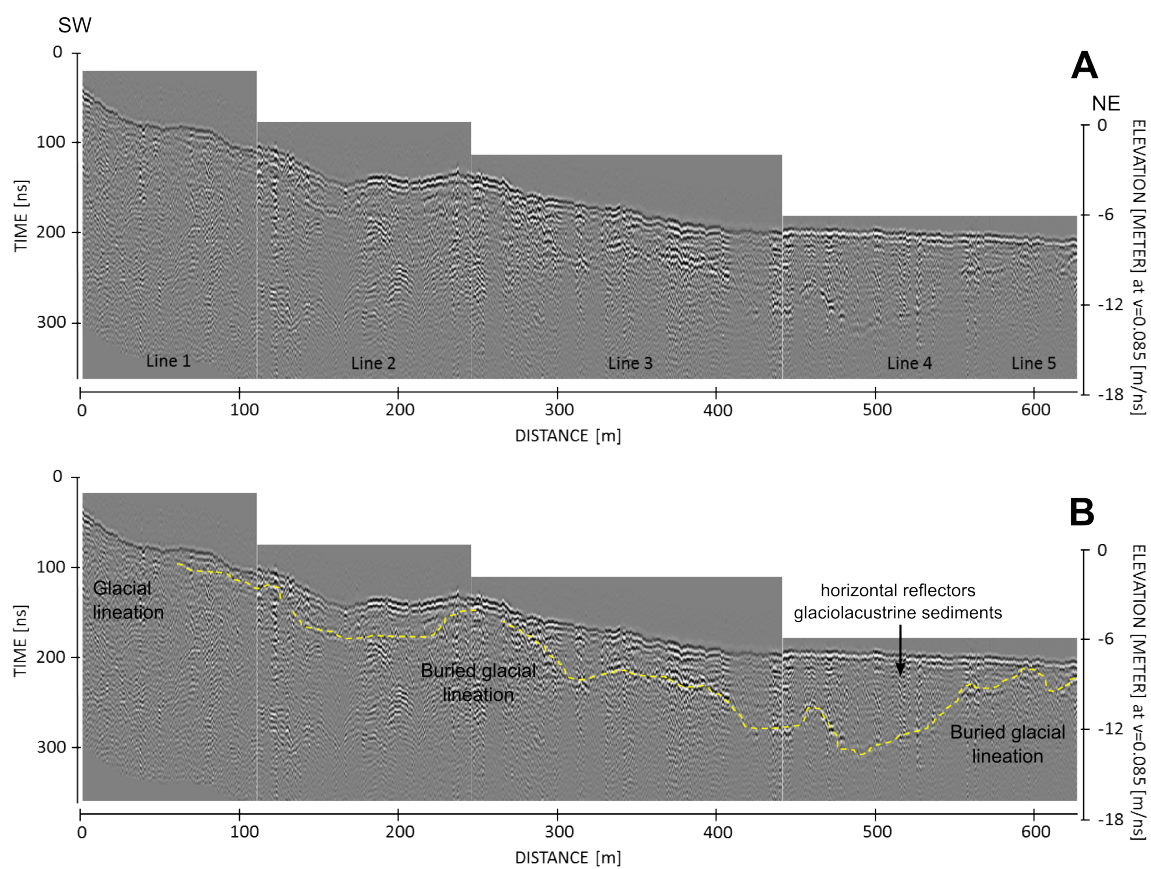 SW
A
NE
0
100
200
300
TIME [ns]
0
-6
-12
-18
ELEVATION [METER] at v=0.085 [m/ns]
Line 1
Line 2
Line 3
Line 4
Line 5
0
100
200
300
400
500
600
DISTANCE [m]
B
0
100
200
300
TIME [ns]
0
-6
-12
-18
ELEVATION [METER] at v=0.085 [m/ns]
Glacial
lineation
Buried glacial
lineation
horizontal reflectors
glaciolacustrine sediments
Buried glacial
lineation
0
100
200
300
400
500
600
DISTANCE [m]